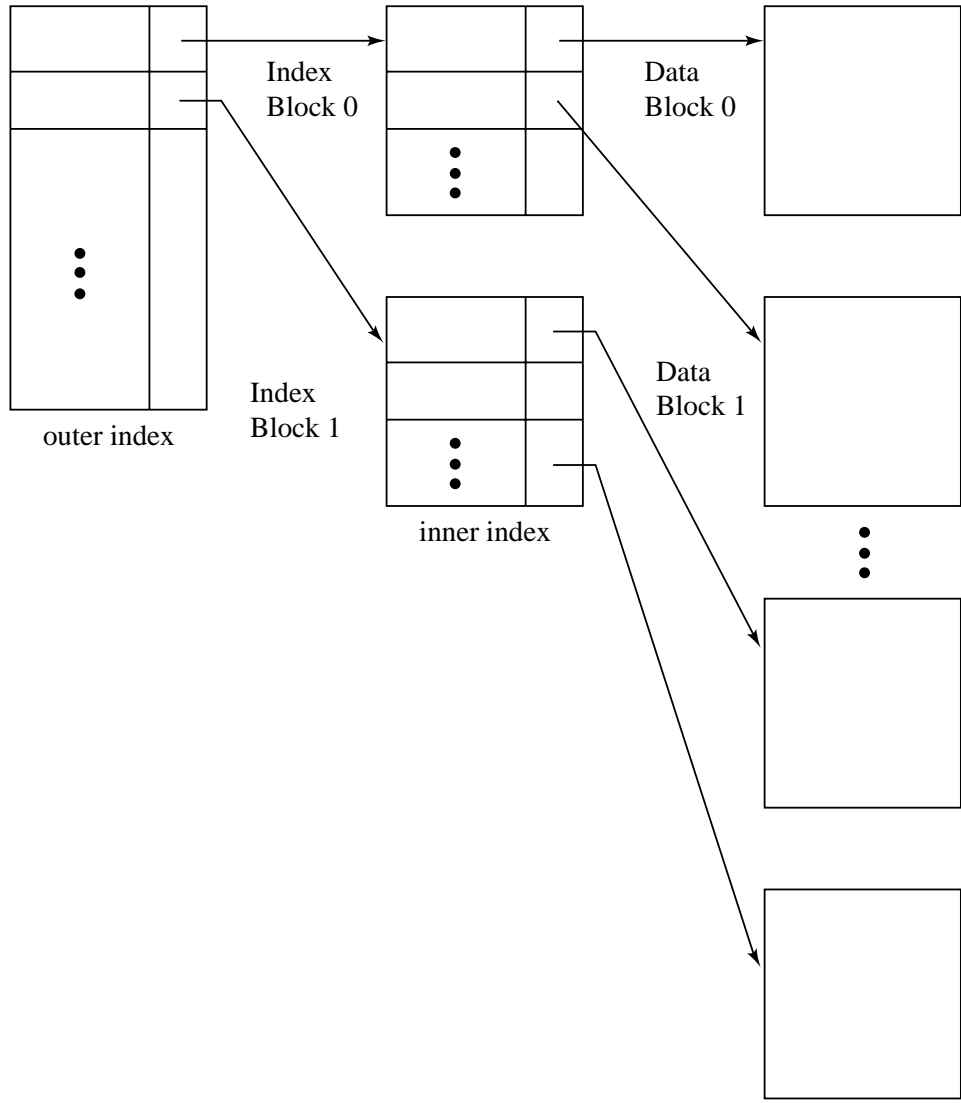 Index
Block 0
Data
Block 0
Index
Block 1
Data
Block 1
outer index
inner index